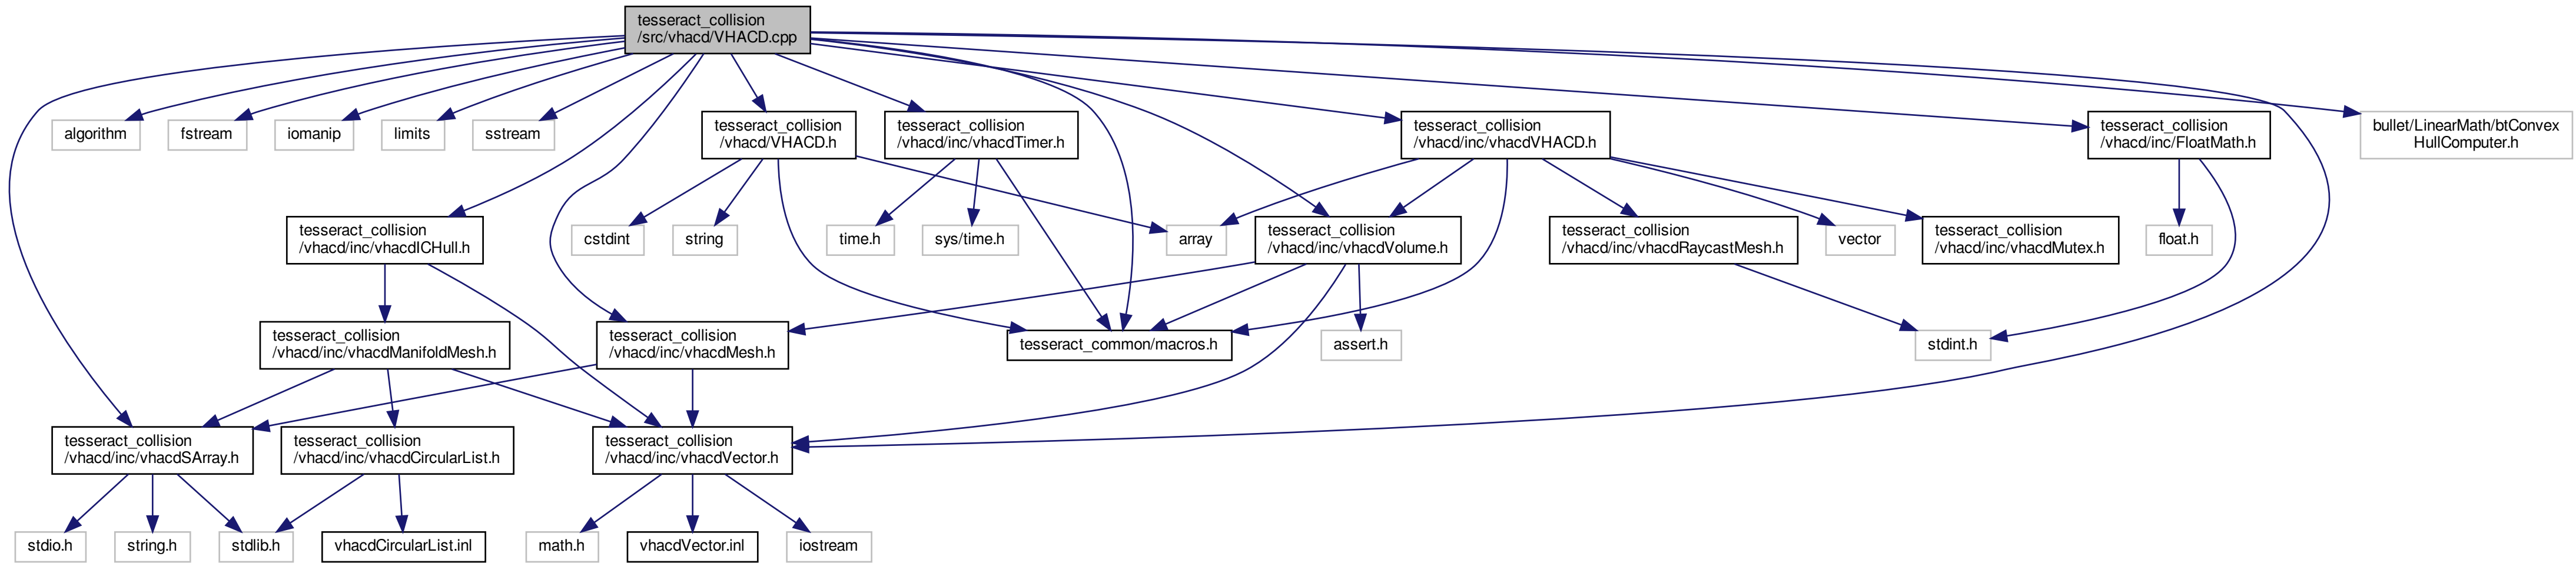 tesseract_collision
/src/vhacd/VHACD.cpp
algorithm
fstream
iomanip
limits
sstream
tesseract_collision
/vhacd/VHACD.h
tesseract_collision
/vhacd/inc/vhacdTimer.h
tesseract_collision
/vhacd/inc/vhacdVHACD.h
tesseract_collision
/vhacd/inc/FloatMath.h
bullet/LinearMath/btConvex
HullComputer.h
tesseract_collision
/vhacd/inc/vhacdICHull.h
cstdint
string
time.h
sys/time.h
array
tesseract_collision
/vhacd/inc/vhacdVolume.h
tesseract_collision
/vhacd/inc/vhacdRaycastMesh.h
vector
tesseract_collision
/vhacd/inc/vhacdMutex.h
float.h
tesseract_collision
/vhacd/inc/vhacdManifoldMesh.h
tesseract_collision
/vhacd/inc/vhacdMesh.h
tesseract_common/macros.h
assert.h
stdint.h
tesseract_collision
/vhacd/inc/vhacdSArray.h
tesseract_collision
/vhacd/inc/vhacdCircularList.h
tesseract_collision
/vhacd/inc/vhacdVector.h
stdio.h
string.h
stdlib.h
vhacdCircularList.inl
math.h
vhacdVector.inl
iostream